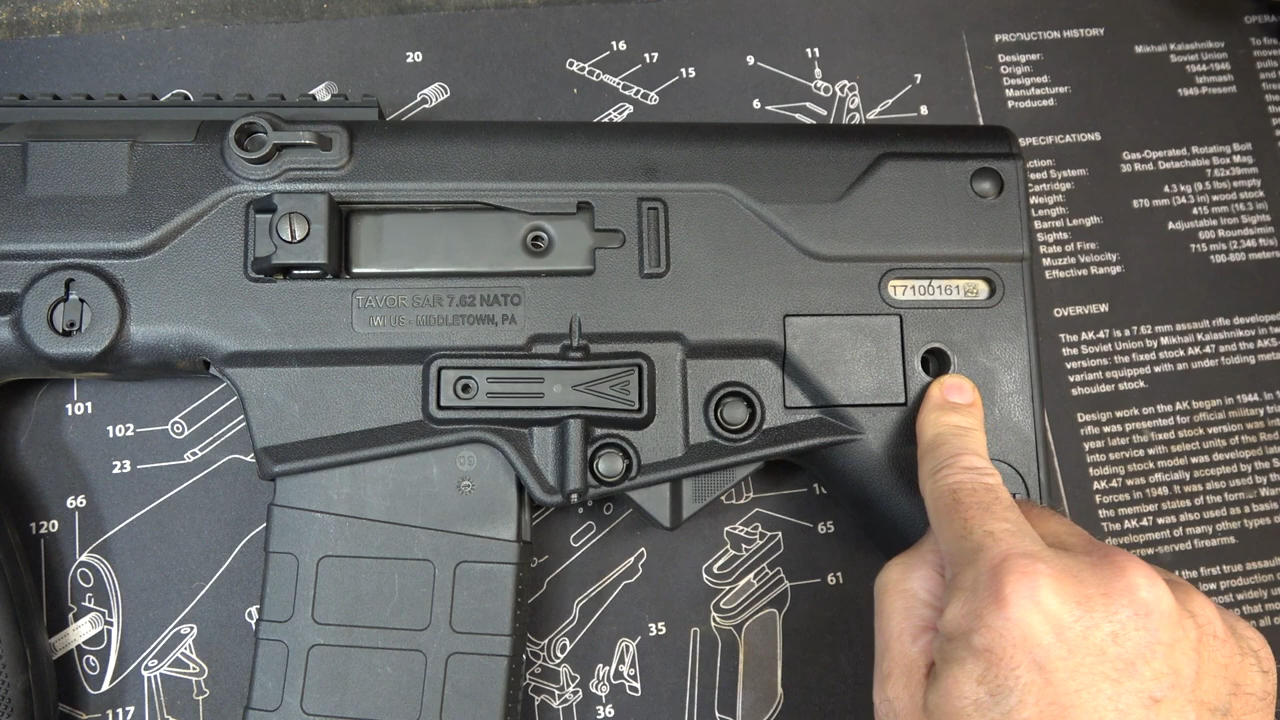 20
16
17
15
11
9
7
6
8
PRODUCTION HISTORY
Designer: Mikhail Kalashnikov
Origin: Soviet Union
Designed: 1944-1946
Manufacturer: Izhmash
Produced: 1949-Present
SPECIFICATIONS
Gas-Operated, Rotating Bolt
30 Rnd. Detachable Box Mag.
Cartridge: 7.62x39mm
Weight: 4.3 kg (9.5 lbs) empty
Length: 870 mm (34.3 in) wood stock
Barrel Length: 415 mm (16.3 in)
Sights: Adjustable Iron Sights
Rate of Fire: 600 Rounds/min
Muzzle Velocity: 715 m/s (2,346 ft/s)
Effective Range: 100-800 meters
T7100161
TAVOR SAR 7.62 NATO
IWI US - MIDDLETOWN, PA
OVERVIEW
The AK-47 is a 7.62 mm assault rifle
the Soviet Union by Mikhail Kalashnikov in
versions: the fixed stock AK-47 and the
variant equipped with an under folding
shoulder stock.
Design work on the AK began in 1944. In
rifle was presented for official military
year later the fixed stock version was
into service with select units of the
folding stock model was developed
AK-47 was officially accepted by the
Forces in 1949. It was also used by the
the member states of the former
The AK-47 was also used as a
development of many other types
crew-served firearms.
the first true
low production
101
102
23
66
120
117
65
61
35
36